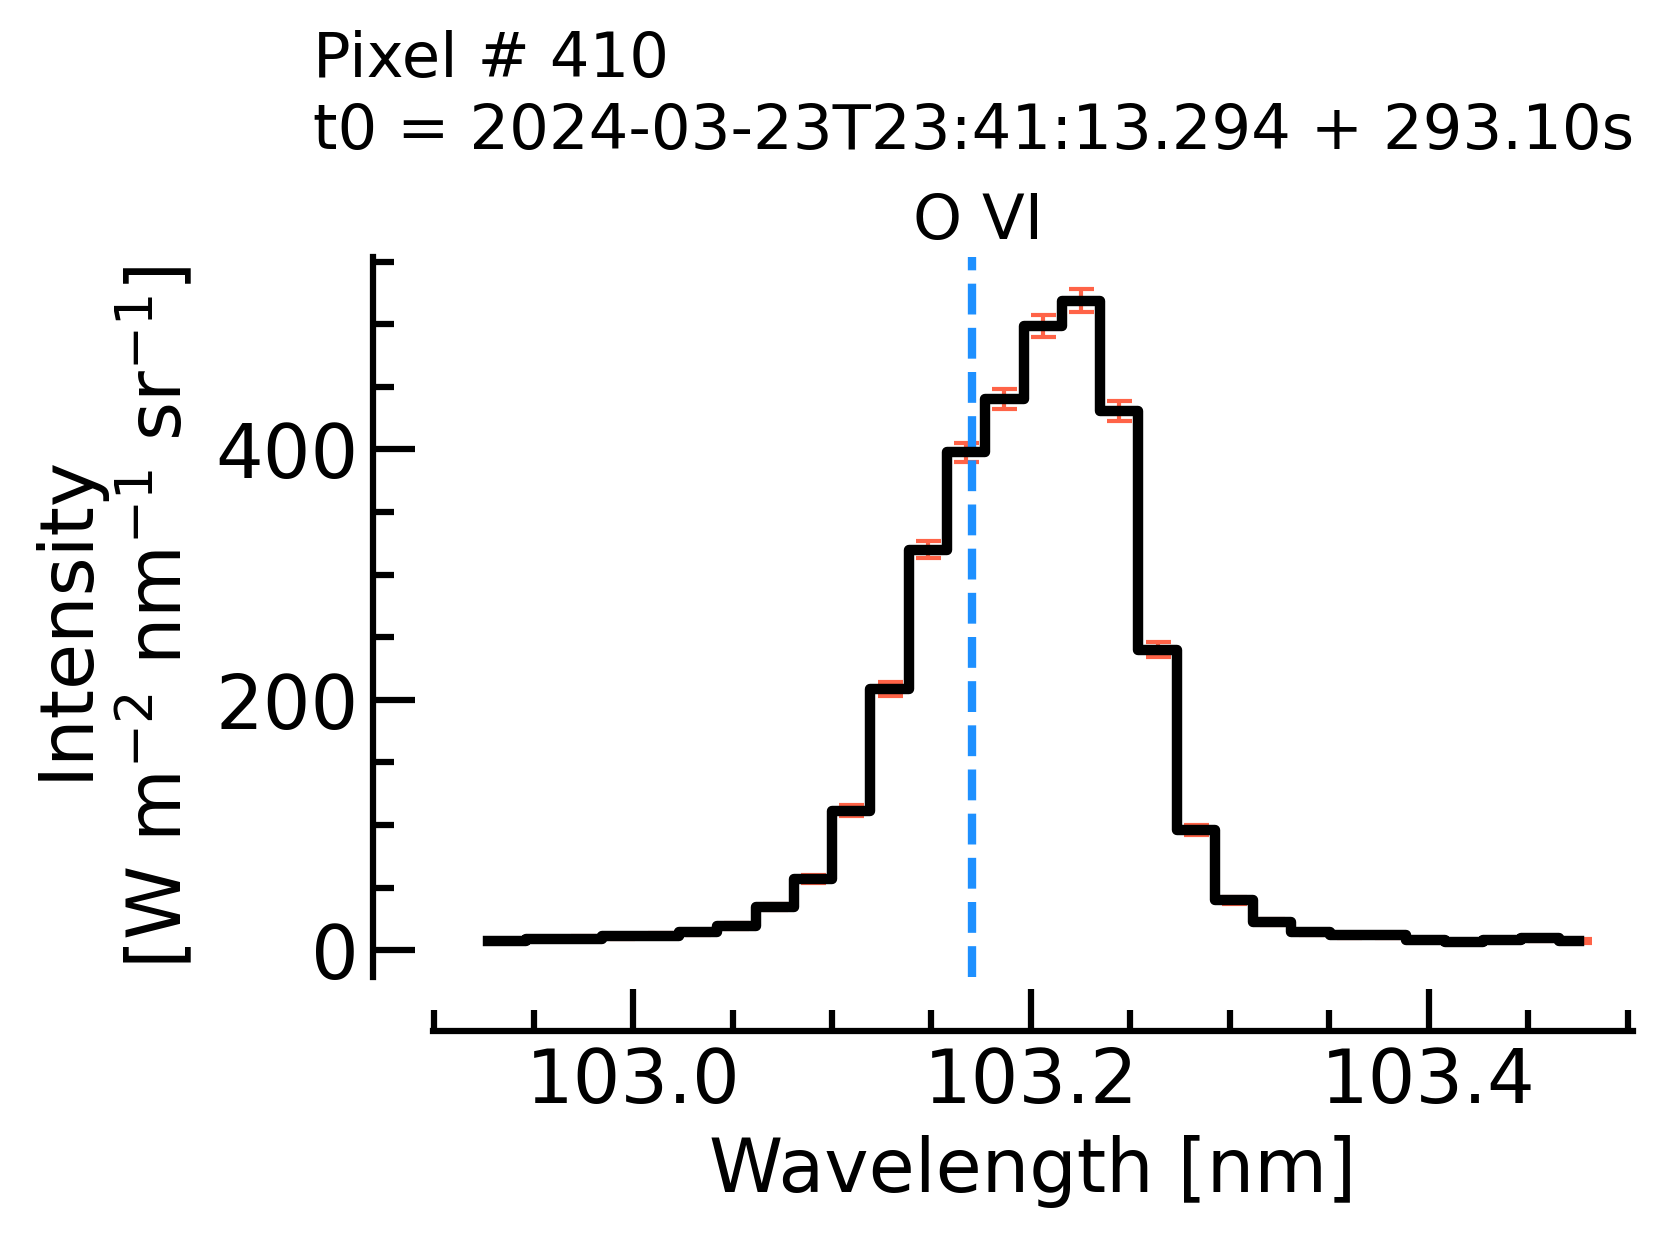 Pixel # 410
t0 = 2024-03-23T23:41:13.294 + 293.10s
O VI
Intensity
[W m⁻² nm⁻¹ sr⁻¹]
400
200
0
103.0 103.2 103.4
Wavelength [nm]